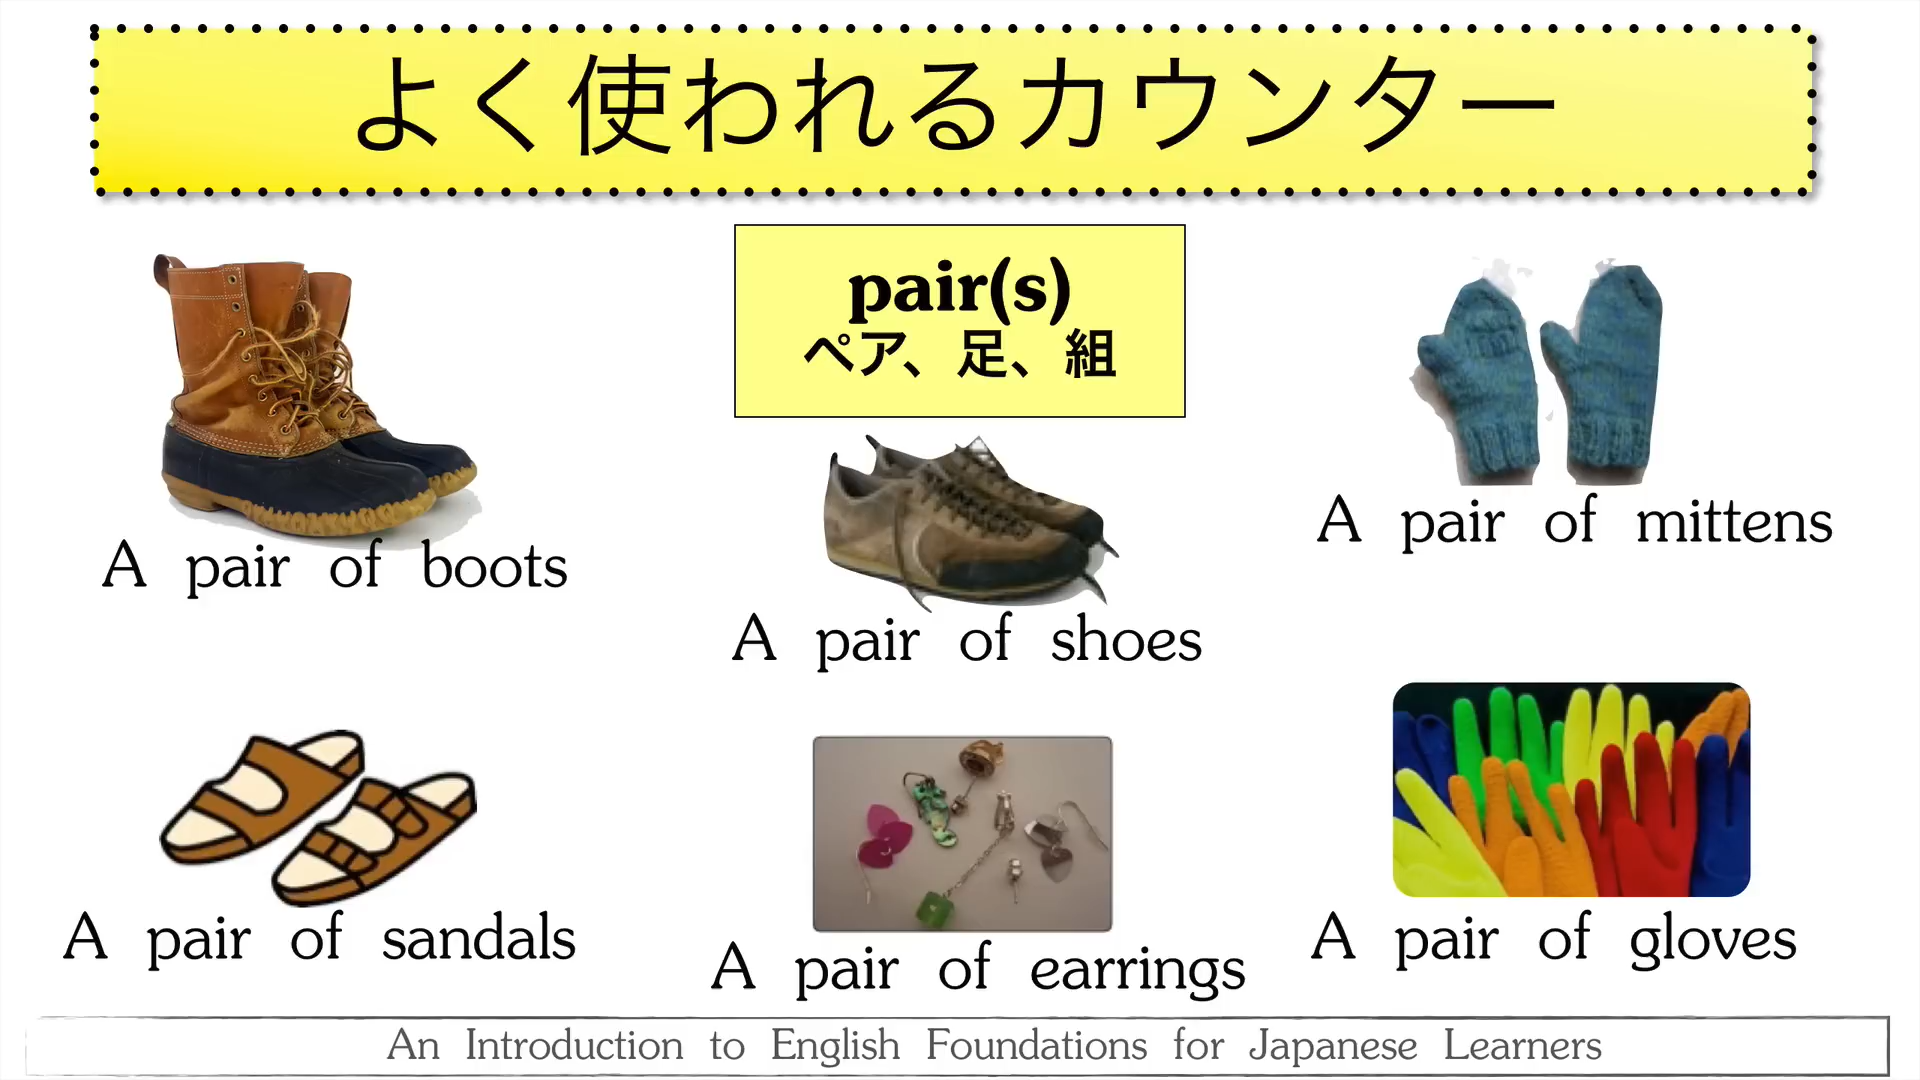 よく使われるカウンター
pair(s)
ペア、足、組
A pair of boots
A pair of shoes
A pair of mittens
A pair of sandals
A pair of earrings
A pair of gloves
An Introduction to English Foundations for Japanese Learners